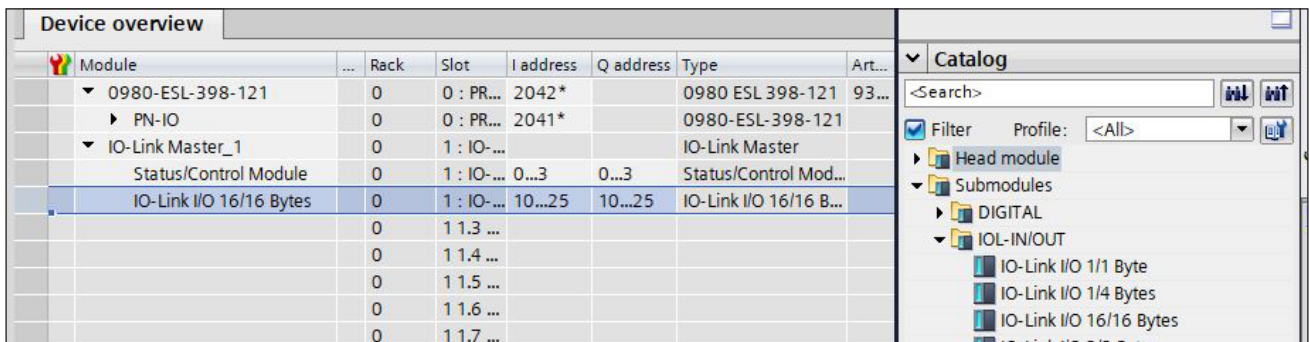 Device overview
Module ... Rack Slot I address Q address Type Art...
0980-ESL-398-121 0 0 : PR... 2042* 0980 ESL 398-121 93...
PN-IO 0 0 : PR... 2041* 0980-ESL-398-121
IO-Link Master_1 0 1 : IO-... IO-Link Master
Status/Control Module 0 1 : IO-... 0...3 0...3 Status/Control Mod...
IO-Link I/O 16/16 Bytes 0 1 : IO-... 10...25 10...25 IO-Link I/O 16/16 B...
0 1 1.3 ...
0 1 1.4 ...
0 1 1.5 ...
0 1 1.6 ...
0 1 1.7 ...
Catalog
<Search>
Filter Profile: <All>
Head module
Submodules
DIGITAL
IOL-IN/OUT
IO-Link I/O 1/1 Byte
IO-Link I/O 1/4 Bytes
IO-Link I/O 16/16 Bytes